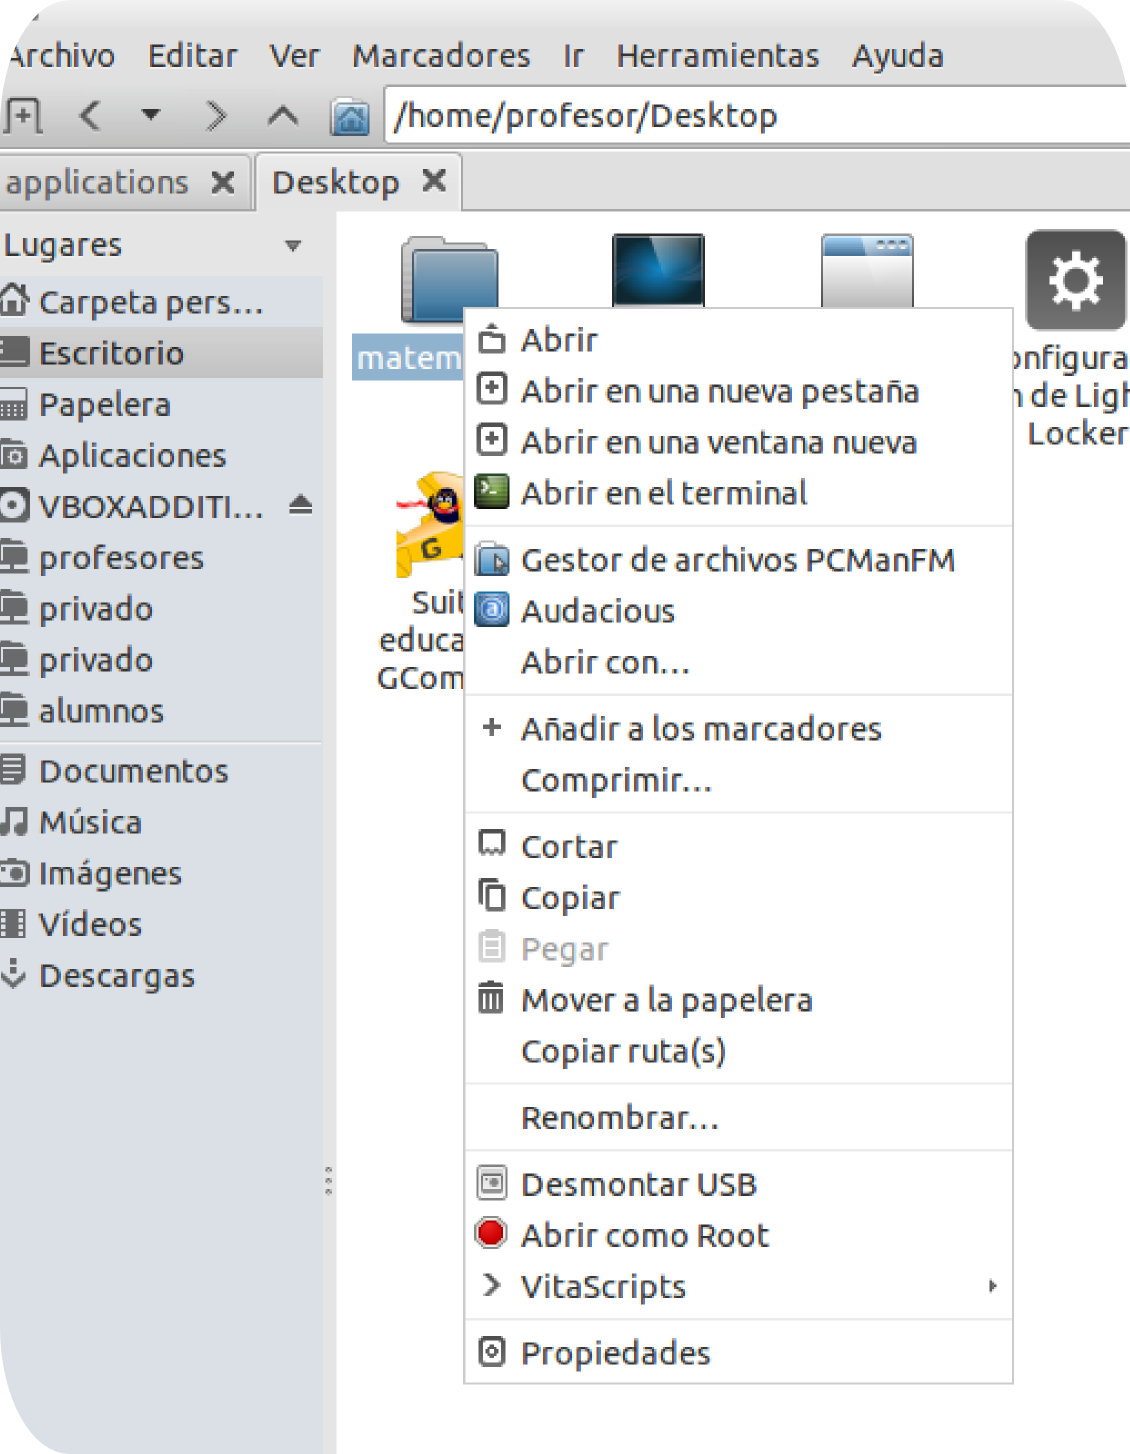 Archivo Editar Ver Marcadores Ir Herramientas Ayuda
/home/profesor/Desktop
applications Desktop
Lugares
Carpeta pers...
Escritorio
Papelera
Aplicaciones
VBOXADDITI...
profesores
privado
privado
alumnos
Documentos
Música
Imágenes
Vídeos
Descargas
matem
Suit
educa
GCom
onfigura
n de Ligh
Locker
Abrir
Abrir en una nueva pestaña
Abrir en una ventana nueva
Abrir en el terminal
Gestor de archivos PCManFM
Audacious
Abrir con...
Añadir a los marcadores
Comprimir...
Cortar
Copiar
Pegar
Mover a la papelera
Copiar ruta(s)
Renombrar...
Desmontar USB
Abrir como Root
VitaScripts
Propiedades